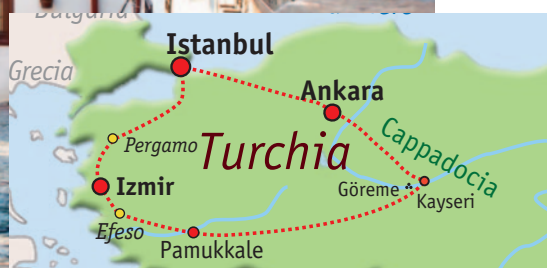 Bulgaria
Istanbul
Grecia
Ankara
Pergamo
Turchia
Cappadocia
Izmir
Göreme
Kayseri
Efeso
Pamukkale